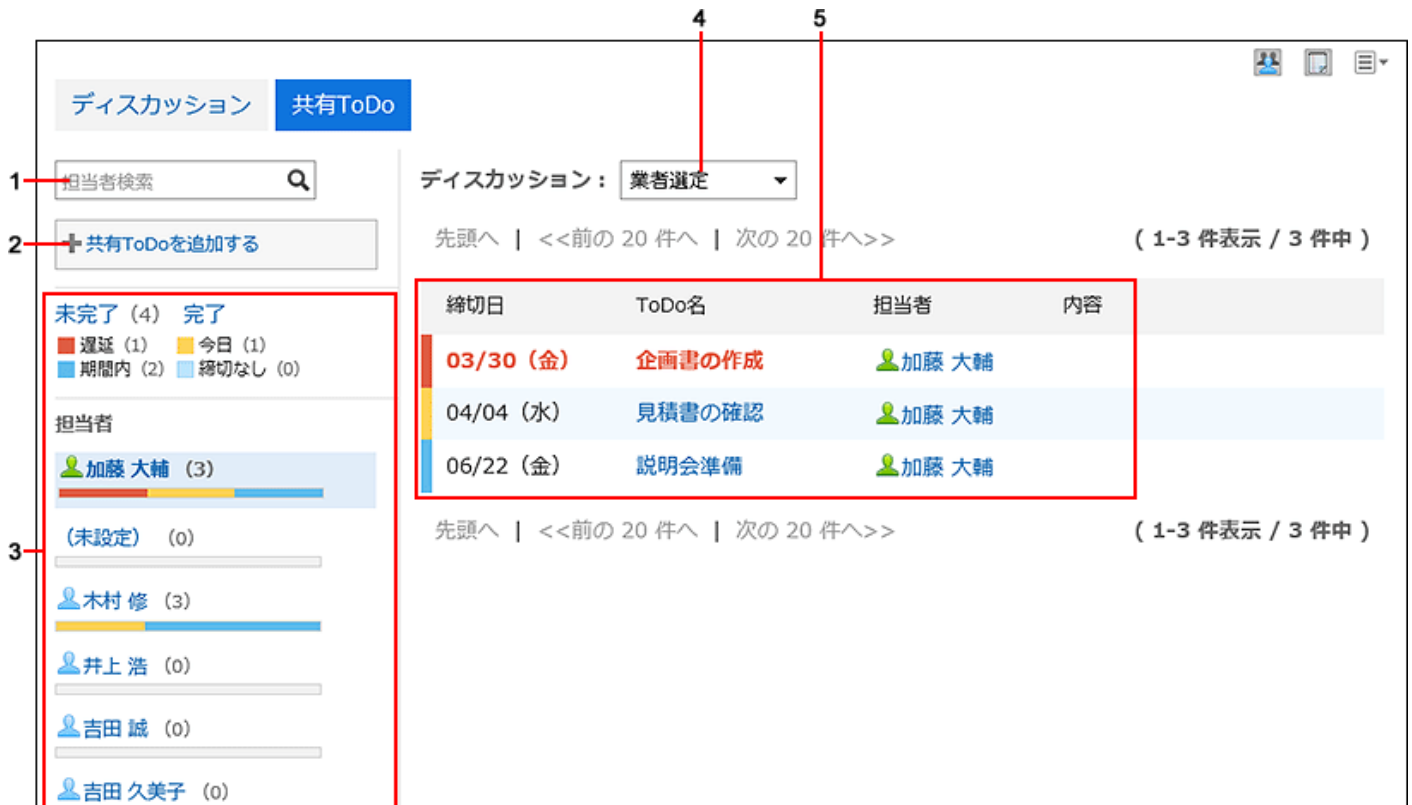 4 5
ディスカッション 共有ToDo
1 担当者検索
2 共有ToDoを追加する
3
未完了（4） 完了
遅延（1） 今日（1）
期間内（2） 締切なし（0）
担当者
加藤 大輔（3）
（未設定）（0）
木村 修（3）
井上 浩（0）
吉田 誠（0）
吉田 久美子（0）
ディスカッション： 業者選定
先頭へ | <<前の 20 件へ | 次の 20 件へ>> ( 1-3 件表示 / 3 件中 )
締切日 ToDo名 担当者 内容
03/30（金） 企画書の作成 加藤 大輔
04/04（水） 見積書の確認 加藤 大輔
06/22（金） 説明会準備 加藤 大輔
先頭へ | <<前の 20 件へ | 次の 20 件へ>> ( 1-3 件表示 / 3 件中 )